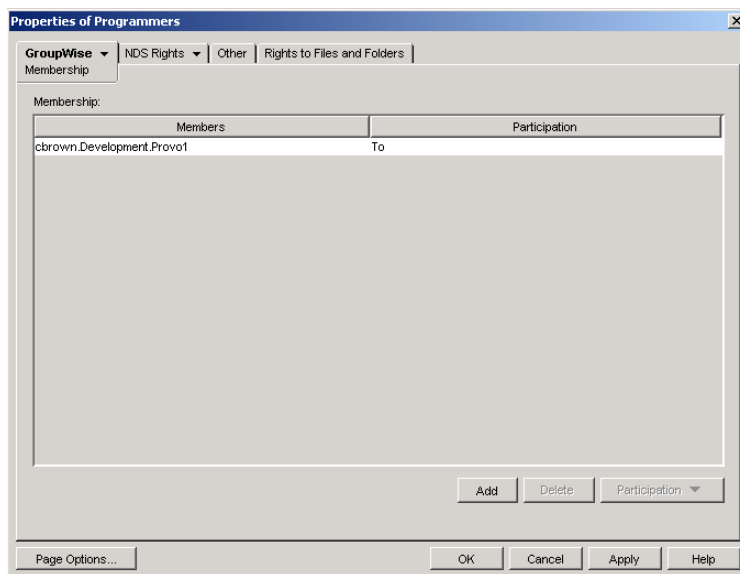 Properties of Programmers
GroupWise NDS Rights Other Rights to Files and Folders
Membership
Membership:
Members Participation
cbrown.Development.Provo1 To
Add Delete Participation
Page Options... OK Cancel Apply Help